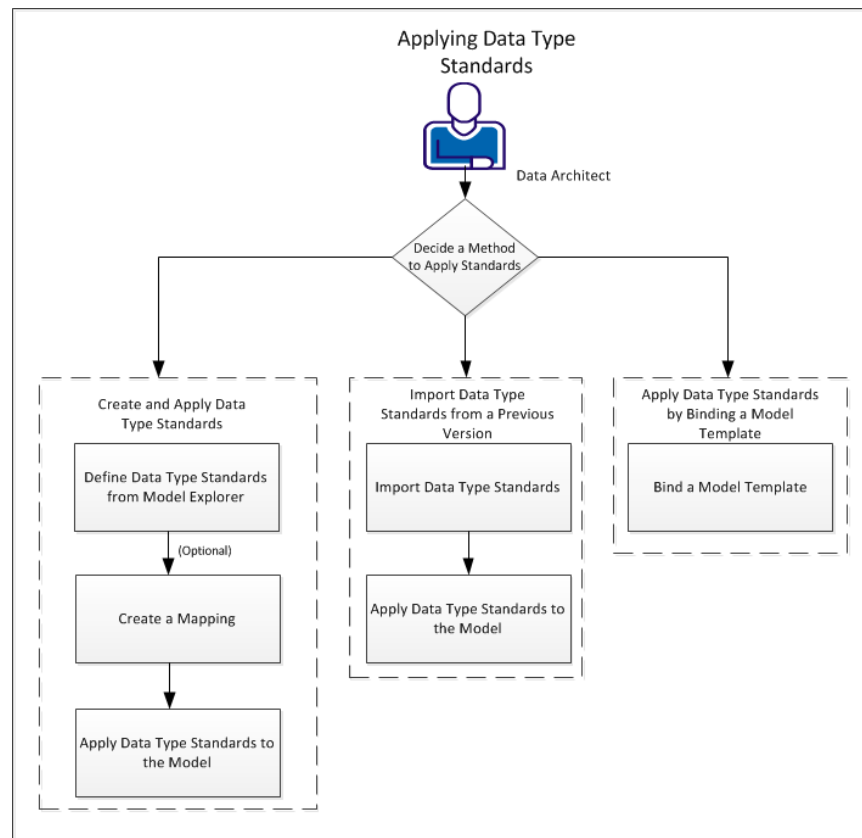 Applying Data Type
Standards
Data Architect
Decide a Method
to Apply Standards
Create and Apply Data
Type Standards
Define Data Type Standards
from Model Explorer
(Optional)
Create a Mapping
Apply Data Type Standards to
the Model
Import Data Type
Standards from a Previous
Version
Import Data Type Standards
Apply Data Type Standards to
the Model
Apply Data Type Standards
by Binding a Model
Template
Bind a Model Template